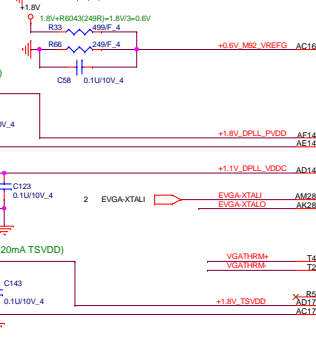 +1.8V
1.8V+R6043(249R)=1.8V/3=0.6V
R33 499/F_4
R66 249/F_4
+0.6V_M92_VREFG AC16
C58 0.1U/10V_4
)
0V_4
+1.8V_DPLL_PVDD AF14
AE14
+1.1V_DPLL_VDDC AD14
C123
0.1U/10V_4
2 EVGA-XTALI
EVGA-XTALI AM28
EVGA-XTALO AK28
(20mA TSVDD)
VGATHRM+ T4
VGATHRM- T2
C143
0.1U/10V_4
R5
+1.8V_TSVDD AD17
AC17